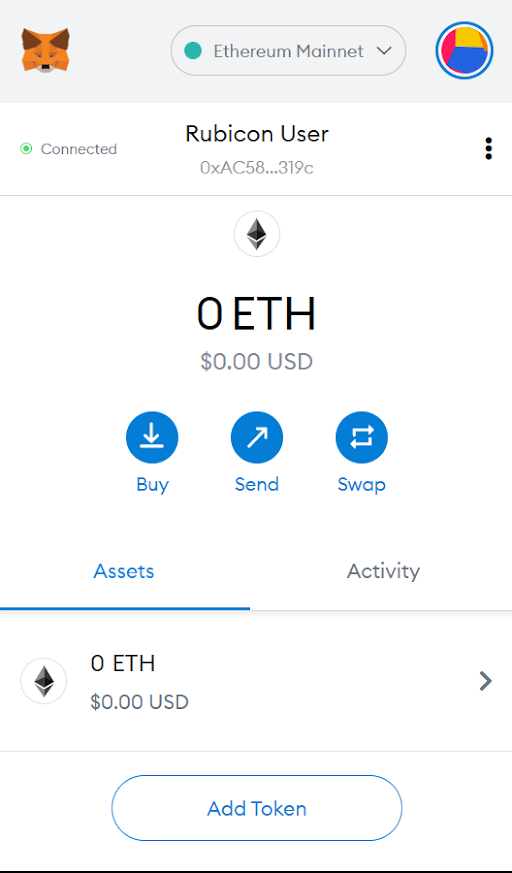 Ethereum Mainnet
Connected
Rubicon User
0xAC58...319c
0 ETH
$0.00 USD
Buy Send Swap
Assets Activity
0 ETH
$0.00 USD
Add Token